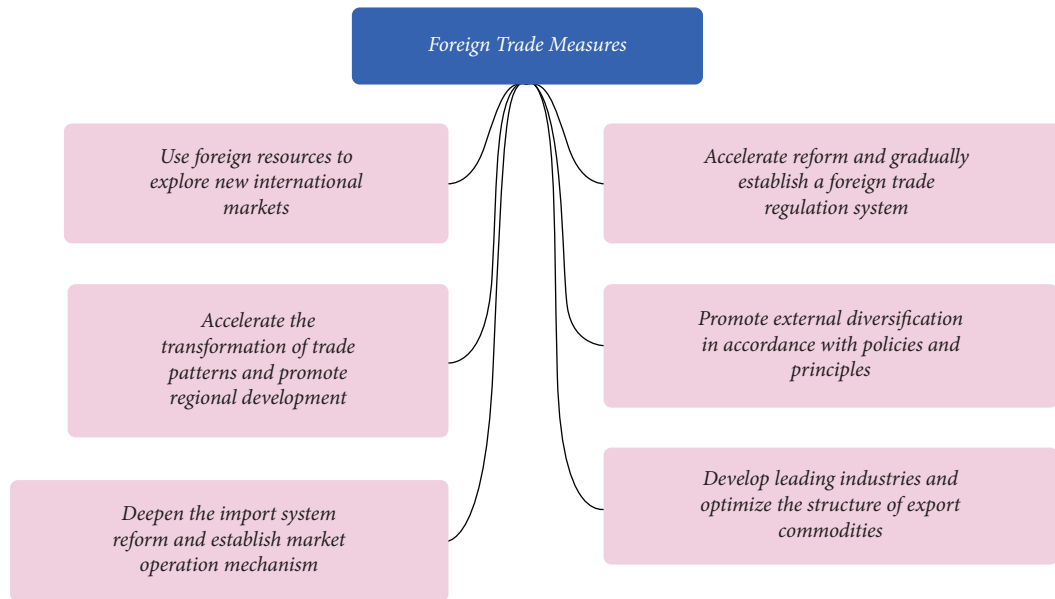 Foreign Trade Measures
Use foreign resources to
explore new international
markets
Accelerate the
transformation of trade
patterns and promote
regional development
Deepen the import system
reform and establish market
operation mechanism
Accelerate reform and gradually
establish a foreign trade
regulation system
Promote external diversification
in accordance with policies and
principles
Develop leading industries and
optimize the structure of export
commodities